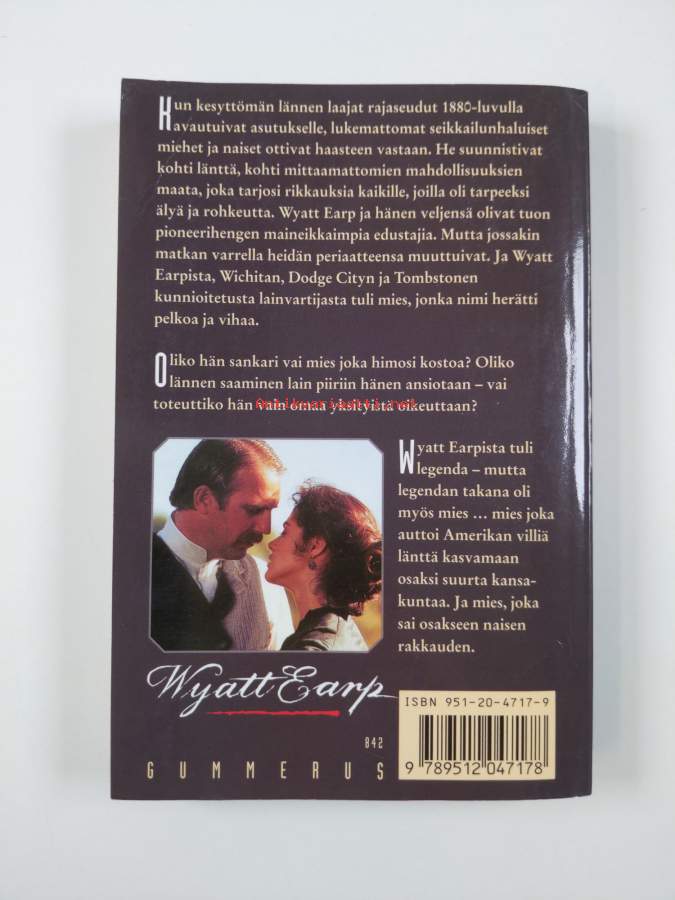 Kun kesyttömän lännen laajat rajaseudut 1880-luvulla
avautuivat asutukselle, lukemattomat seikkailunhaluiset
miehet ja naiset ottivat haasteen vastaan. He suunnistivat
kohti länttä, kohti mittaamattomien mahdollisuuksien
maata, joka tarjosi rikkauksia kaikille, joilla oli tarpeeksi
älyä ja rohkeutta. Wyatt Earp ja hänen veljensä olivat tuon
pioneerihengen maineikkaimpia edustajia. Mutta jossakin
matkan varrella heidän periaatteensa muuttuivat. Ja Wyatt
Earpista, Wichitan, Dodge Cityn ja Tombstonen
kunnioitetusta lainvartijasta tuli mies, jonka nimi herätti
pelkoa ja vihaa.
Oliko hän sankari vai mies joka himosi kostoa? Oliko
lännen saaminen lain piiriin hänen ansiotaan – vai
toteuttiko hän vain omaa yksityistä oikeuttaan?
Antikvariaatti.net
Wyatt Earpista tuli
legenda – mutta
legendan takana oli
myös mies ... mies joka
auttoi Amerikan villiä
länttä kasvamaan
osaksi suurta kansa-
kuntaa. Ja mies, joka
sai osakseen naisen
rakkauden.
Wyatt Earp
842
GUMMERUS
ISBN 951-20-4717-9
9 789512 047178